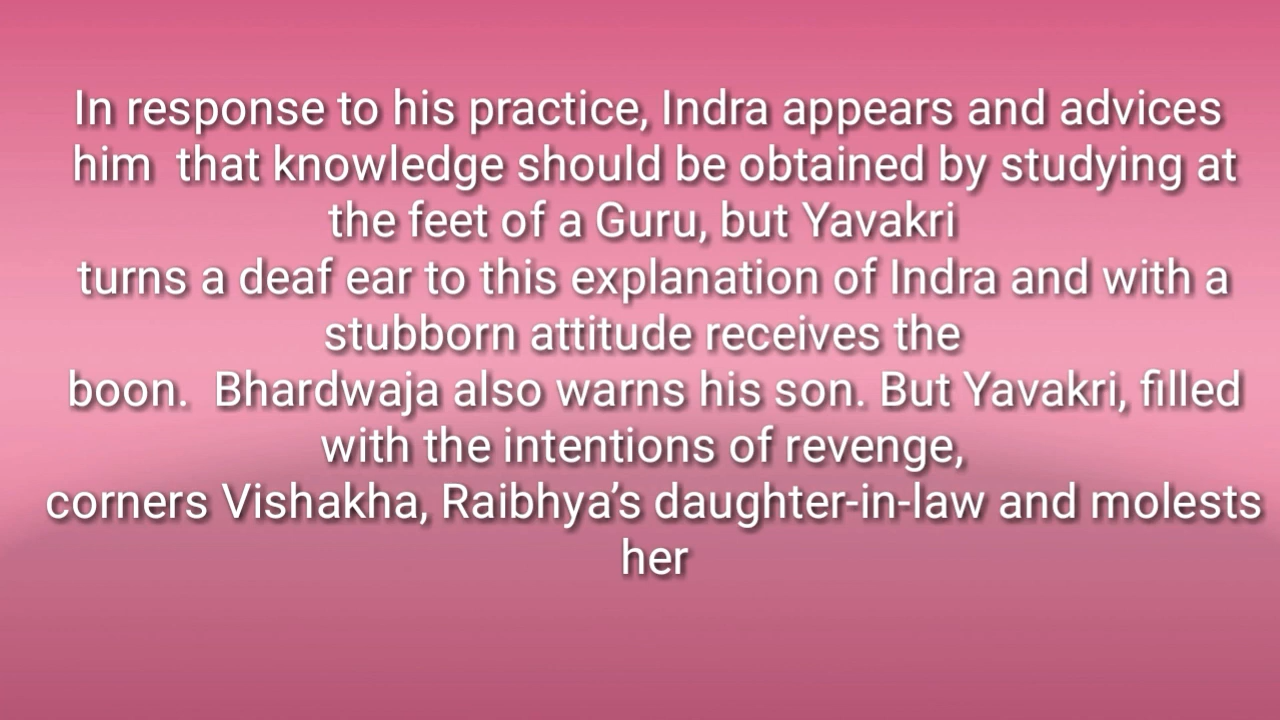 In response to his practice, Indra appears and advices
him  that knowledge should be obtained by studying at
the feet of a Guru, but Yavakri
turns a deaf ear to this explanation of Indra and with a
stubborn attitude receives the
boon.  Bhardwaja also warns his son. But Yavakri, filled
with the intentions of revenge,
corners Vishakha, Raibhya’s daughter-in-law and molests
her